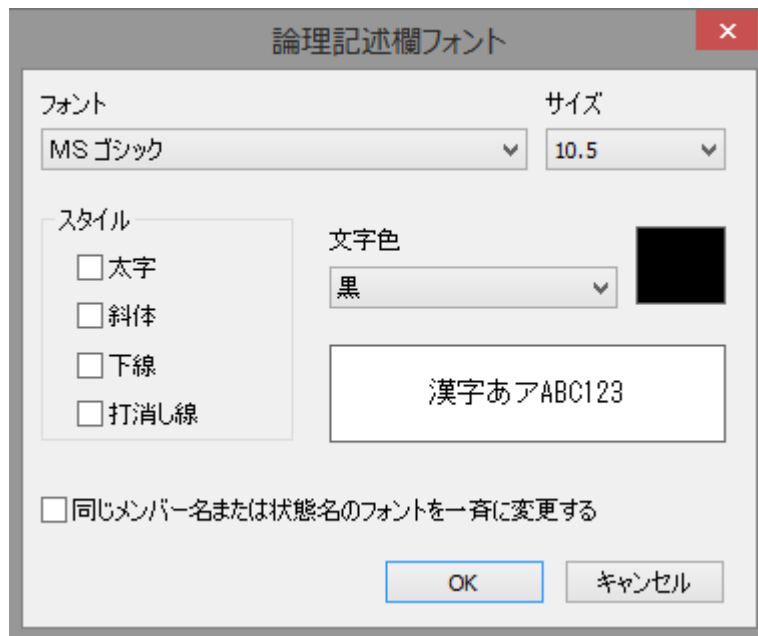 論理記述欄フォント
フォント
サイズ
MS ゴシック
10.5
スタイル
太字
斜体
下線
打消し線
文字色
黒
漢字あアABC123
同じメンバー名または状態名のフォントを一斉に変更する
OK
キャンセル